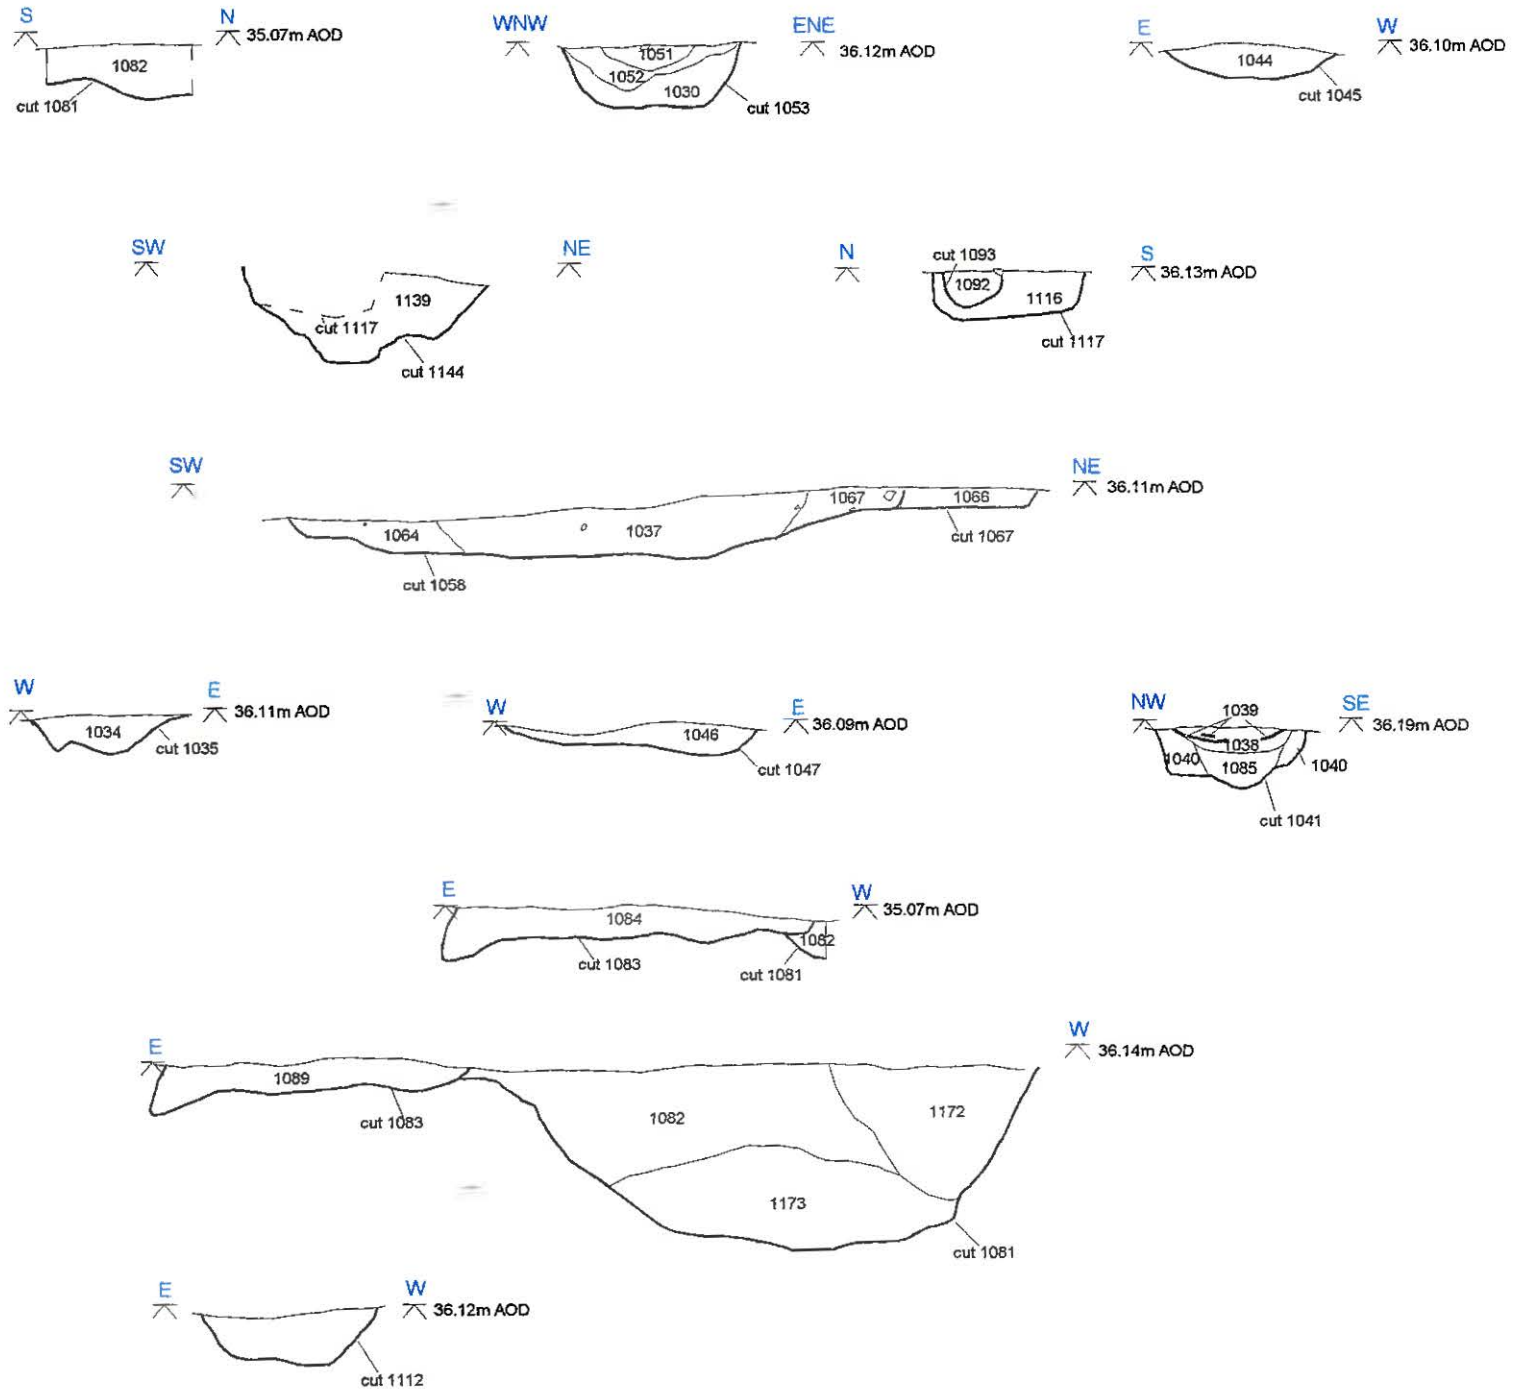 S N 35.07m AOD
1082
cut 1081
WNW ENE 36.12m AOD
1051
1052
1030
cut 1053
E W 36.10m AOD
1044
cut 1045
SW NE
1139
cut 1117
cut 1144
N S 36.13m AOD
cut 1093
1092
1116
cut 1117
SW NE 36.11m AOD
1064 1037 1067 1066
cut 1067
cut 1058
W E 36.11m AOD
1034
cut 1035
W E 36.09m AOD
1046
cut 1047
NW SE 36.19m AOD
1039
1038
1040 1085 1040
cut 1041
E W 35.07m AOD
1084
1082
cut 1083
cut 1081
E W 36.14m AOD
1089
cut 1083
1082
1172
1173
cut 1081
E W 36.12m AOD
cut 1112